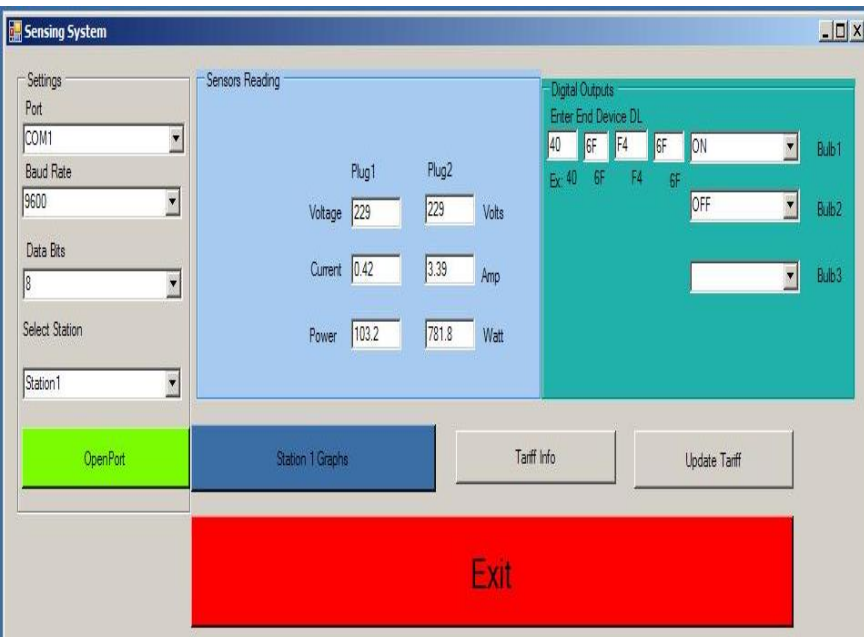 Sensing System
Settings
Port
COM1
Baud Rate
9600
Data Bits
8
Select Station
Station1
OpenPort
Sensors Reading
Plug1 Plug2
Voltage 229 229 Volts
Current 0.42 3.39 Amp
Power 103.2 781.8 Watt
Digital Outputs
Enter End Device DL
40 6F F4 6F ON Bulb1
Ex: 40 6F F4 6F
OFF Bulb2
Bulb3
Station 1 Graphs
Tariff Info
Update Tariff
Exit